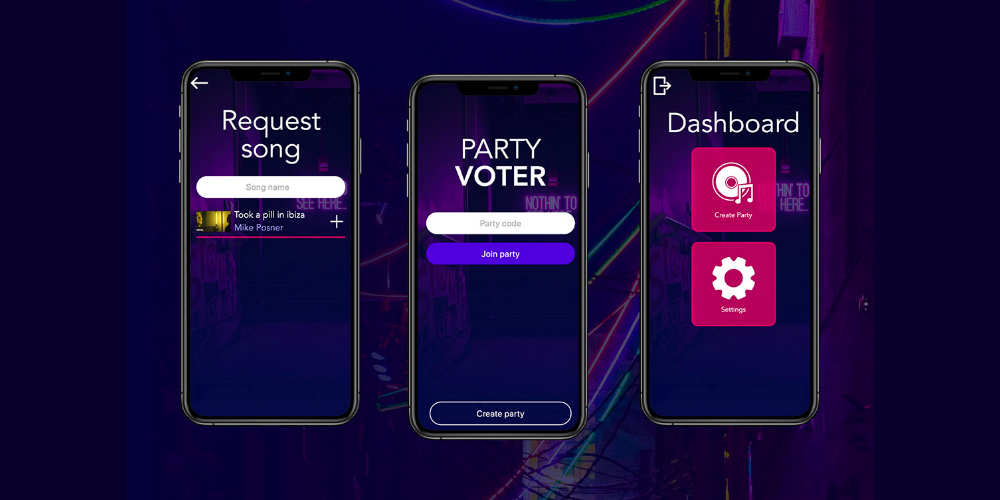 Request
song
Song name
SEE HERE...
Took a pill in ibiza
Mike Posner
PARTY
VOTER
NOTHIN' TO
Party code
Join party
Create party
Dashboard
NOTHIN' TO
HERE...
Create Party
Settings